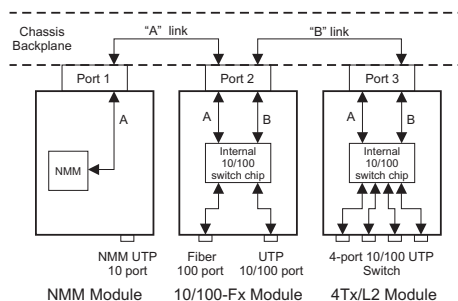 Chassis
Backplane
“A” link
“B” link
Port 1
Port 2
Port 3
A
A
B
A
B
NMM
Internal
10/100
switch chip
Internal
10/100
switch chip
NMM UTP
10 port
Fiber
100 port
UTP
10/100 port
4-port 10/100 UTP
Switch
NMM Module
10/100-Fx Module
4Tx/L2 Module